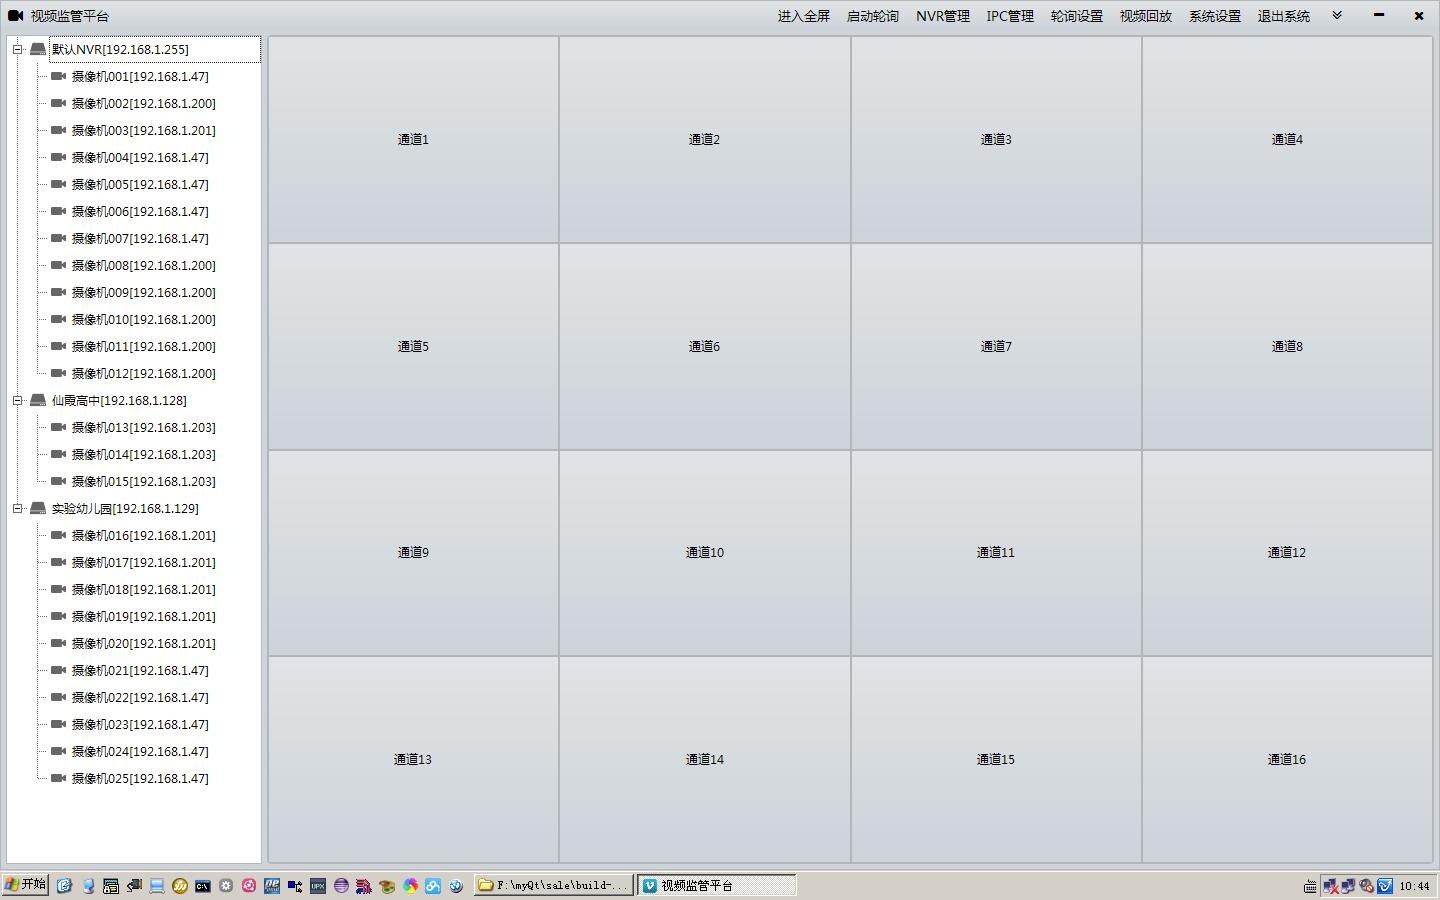 视频监管平台
进入全屏 启动轮询 NVR管理 IPC管理 轮询设置 视频回放 系统设置 退出系统
默认NVR[192.168.1.255]
摄像机001[192.168.1.47]
摄像机002[192.168.1.200]
摄像机003[192.168.1.201]
摄像机004[192.168.1.47]
摄像机005[192.168.1.47]
摄像机006[192.168.1.47]
摄像机007[192.168.1.47]
摄像机008[192.168.1.200]
摄像机009[192.168.1.200]
摄像机010[192.168.1.200]
摄像机011[192.168.1.200]
摄像机012[192.168.1.200]
仙霞高中[192.168.1.128]
摄像机013[192.168.1.203]
摄像机014[192.168.1.203]
摄像机015[192.168.1.203]
实验幼儿园[192.168.1.129]
摄像机016[192.168.1.201]
摄像机017[192.168.1.201]
摄像机018[192.168.1.201]
摄像机019[192.168.1.201]
摄像机020[192.168.1.201]
摄像机021[192.168.1.47]
摄像机022[192.168.1.47]
摄像机023[192.168.1.47]
摄像机024[192.168.1.47]
摄像机025[192.168.1.47]
通道1 通道2 通道3 通道4
通道5 通道6 通道7 通道8
通道9 通道10 通道11 通道12
通道13 通道14 通道15 通道16
开始 UPX F:\myQt\sale\build-... 视频监管平台 10:44